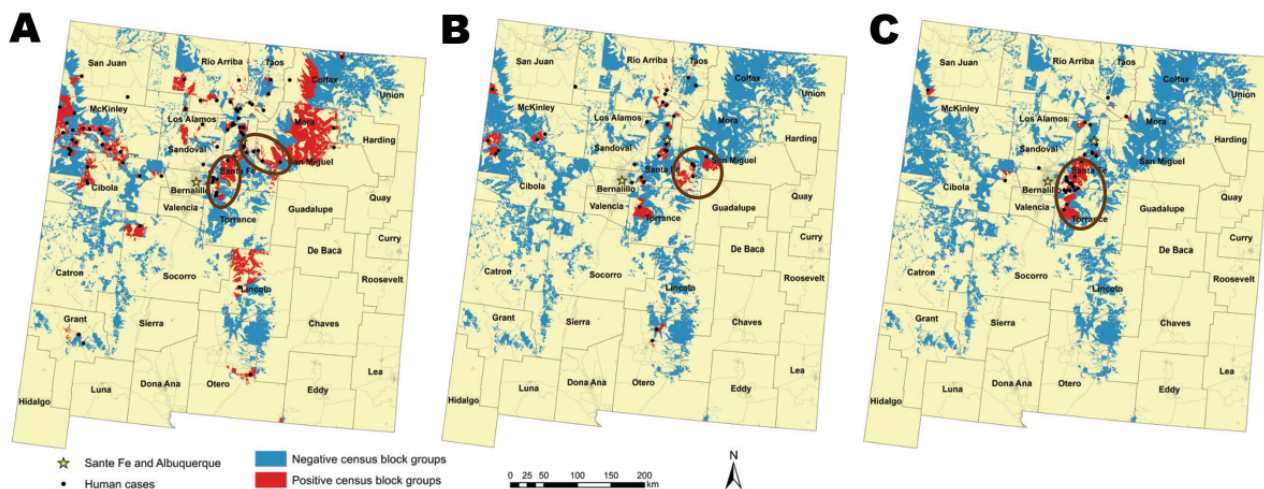 A
San Juan
Rio Arriba
Taos
Colfax
Union
McKinley
Los Alamos
Mora
Harding
Sandoval
San Miguel
Santa Fe
Cibola
Bernalillo
Quay
Valencia
Guadalupe
Torrance
Curry
De Baca
Catron
Socorro
Roosevelt
Lincoln
Grant
Sierra
Chaves
Lea
Luna
Dona Ana
Otero
Eddy
Hidalgo
B
San Juan
Rio Arriba
Taos
Colfax
Union
McKinley
Los Alamos
Mora
Harding
Sandoval
San Miguel
Santa Fe
Cibola
Bernalillo
Quay
Valencia
Guadalupe
Torrance
Curry
De Baca
Catron
Socorro
Roosevelt
Lincoln
Grant
Sierra
Chaves
Lea
Luna
Dona Ana
Otero
Eddy
Hidalgo
C
San Juan
Rio Arriba
Taos
Colfax
Union
McKinley
Los Alamos
Mora
Harding
Sandoval
San Miguel
Santa Fe
Cibola
Bernalillo
Quay
Valencia
Guadalupe
Torrance
Curry
De Baca
Catron
Socorro
Roosevelt
Lincoln
Grant
Sierra
Chaves
Lea
Luna
Dona Ana
Otero
Eddy
Hidalgo
Sante Fe and Albuquerque
Human cases
Negative census block groups
Positive census block groups
0 25 50 100 150 200
km
N